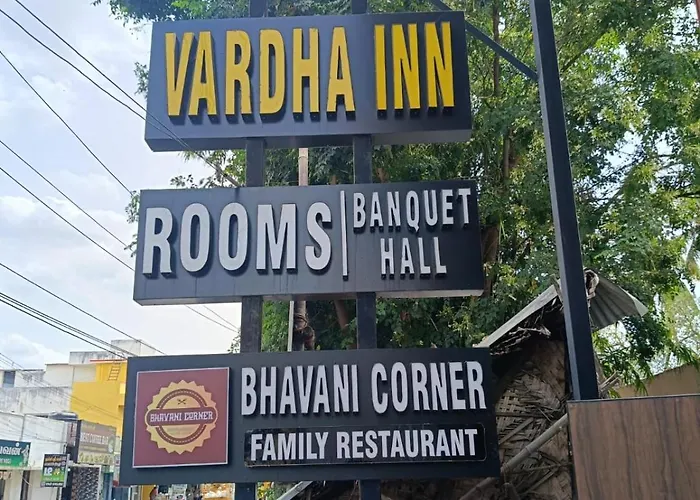 VARDHA INN
ROOMS
BANQUET
HALL
BHAVANI CORNER
BHAVANI CORNER
FAMILY RESTAURANT